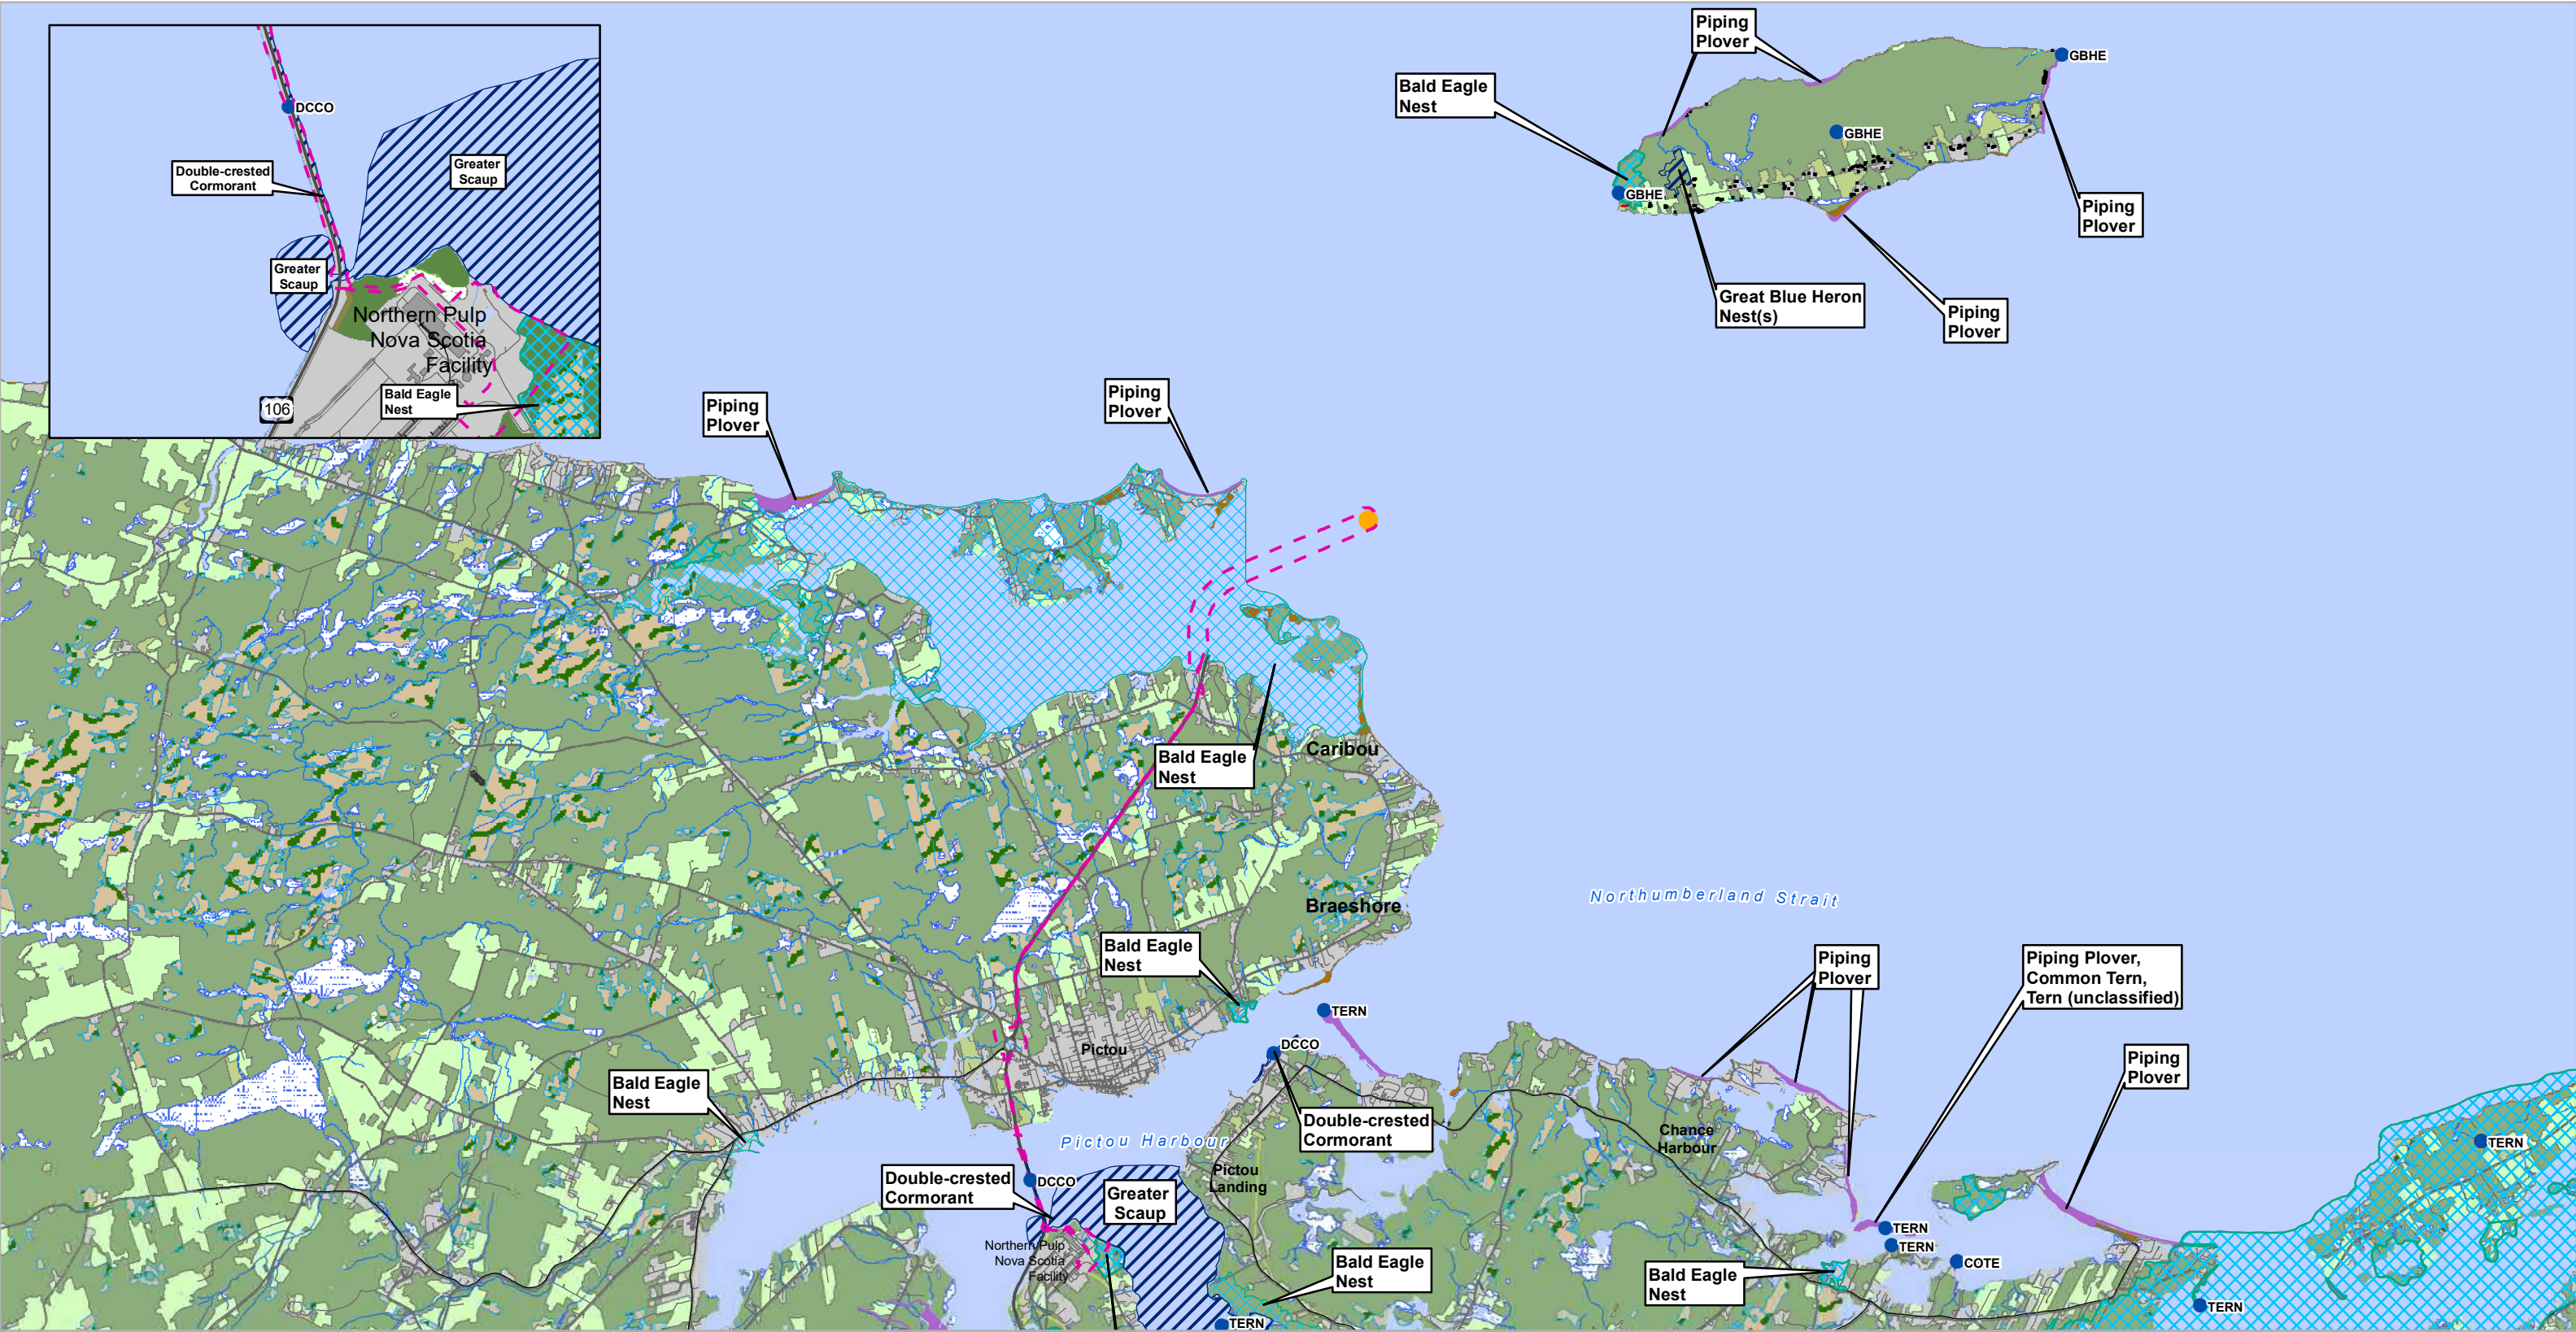 DCCO
Double-crested
Cormorant
Greater
Scaup
Greater
Scaup
Northern Pulp
Nova Scotia
Facility
Bald Eagle
Nest
106
Piping
Plover
Bald Eagle
Nest
GBHE
GBHE
GBHE
Piping
Plover
Great Blue Heron
Nest(s)
Piping
Plover
Piping
Plover
Piping
Plover
Bald Eagle
Nest
Caribou
Braeshore
Northumberland Strait
Bald Eagle
Nest
TERN
Pictou
DCCO
Bald Eagle
Nest
Double-crested
Cormorant
Pictou Harbour
Pictou
Landing
Double-crested
Cormorant
DCCO
Greater
Scaup
Northern Pulp
Nova Scotia
Facility
Bald Eagle
Nest
TERN
Piping
Plover
Piping Plover,
Common Tern,
Tern (unclassified)
Piping
Plover
Chance
Harbour
TERN
TERN
TERN
COTE
Bald Eagle
Nest
TERN